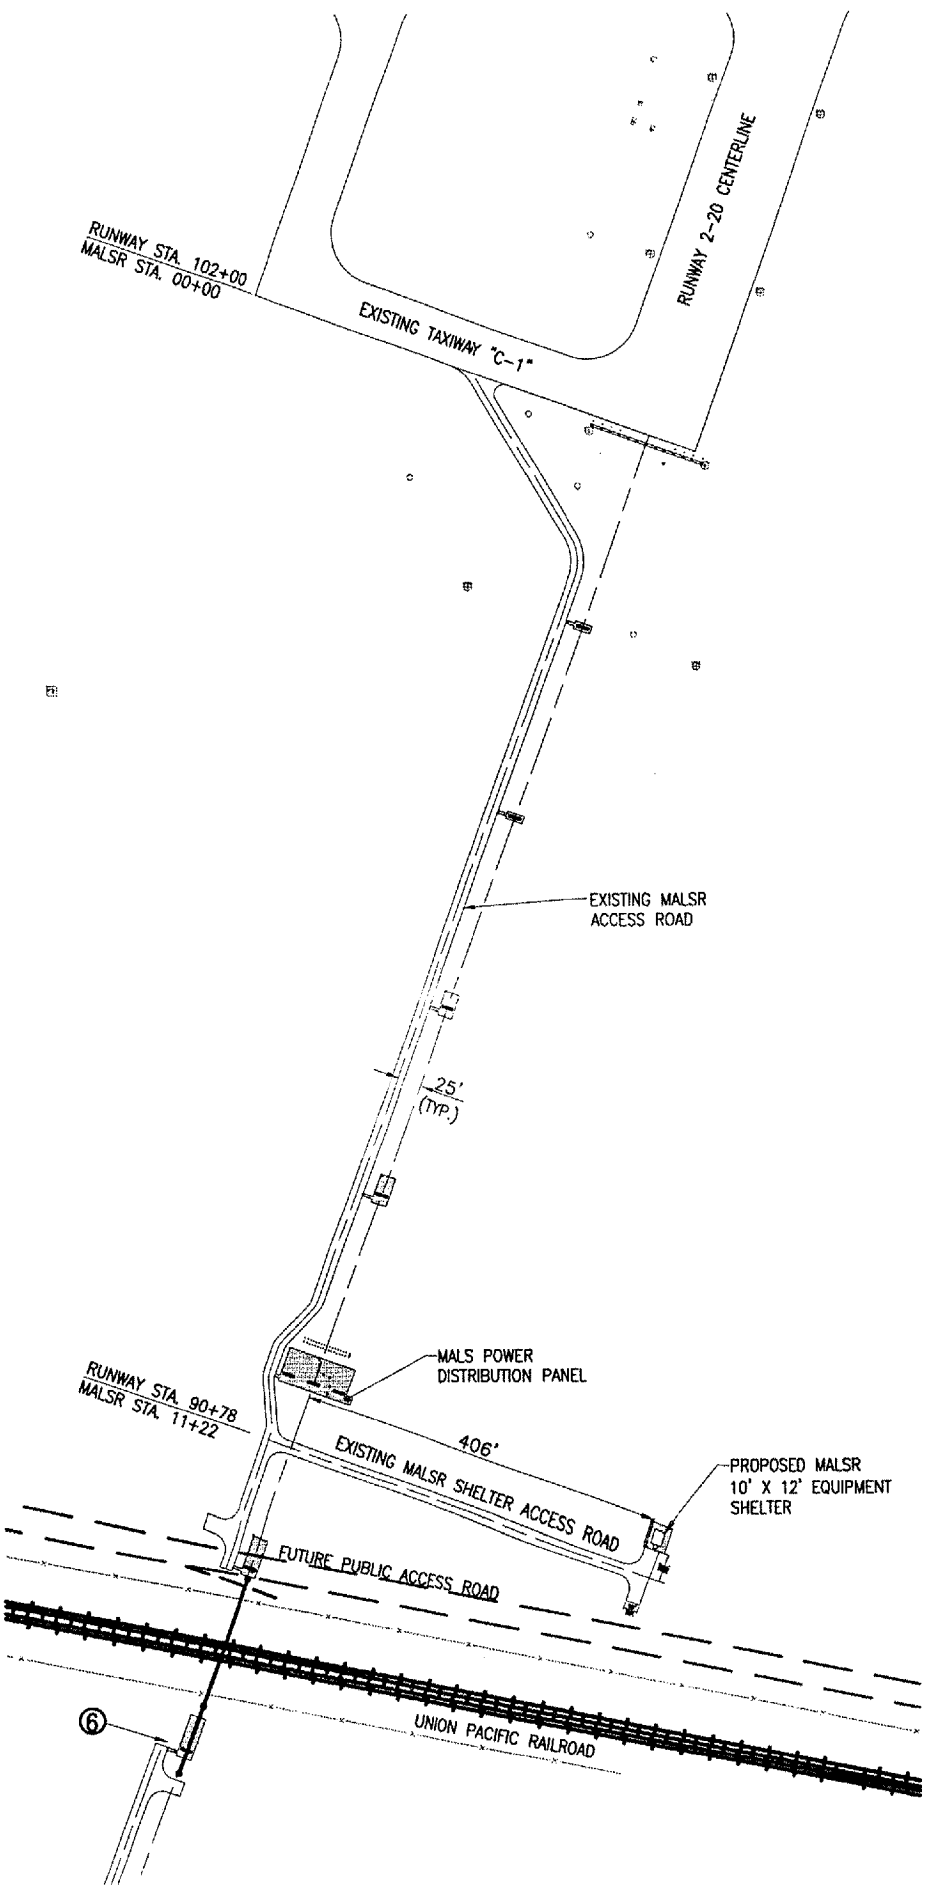 RUNWAY 2-20 CENTERLINE
RUNWAY STA. 102+00
MALSR STA. 00+00
EXISTING TAXIWAY "C-1"
EXISTING MALSR
ACCESS ROAD
25'
(TYP.)
MALS POWER
DISTRIBUTION PANEL
RUNWAY STA. 90+78
MALSR STA. 11+22
406'
EXISTING MALSR SHELTER ACCESS ROAD
PROPOSED MALSR
10' X 12' EQUIPMENT
SHELTER
FUTURE PUBLIC ACCESS ROAD
6
UNION PACIFIC RAILROAD